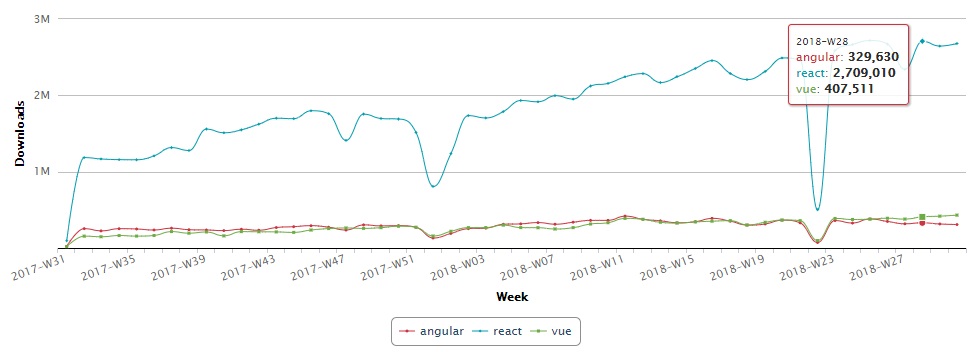 3M
2M
1M
Downloads
2018-W28
angular: 329,630
react: 2,709,010
vue: 407,511
2017-W31 2017-W35 2017-W39 2017-W43 2017-W47 2017-W51 2018-W03 2018-W07 2018-W11 2018-W15 2018-W19 2018-W23 2018-W27
Week
angular react vue